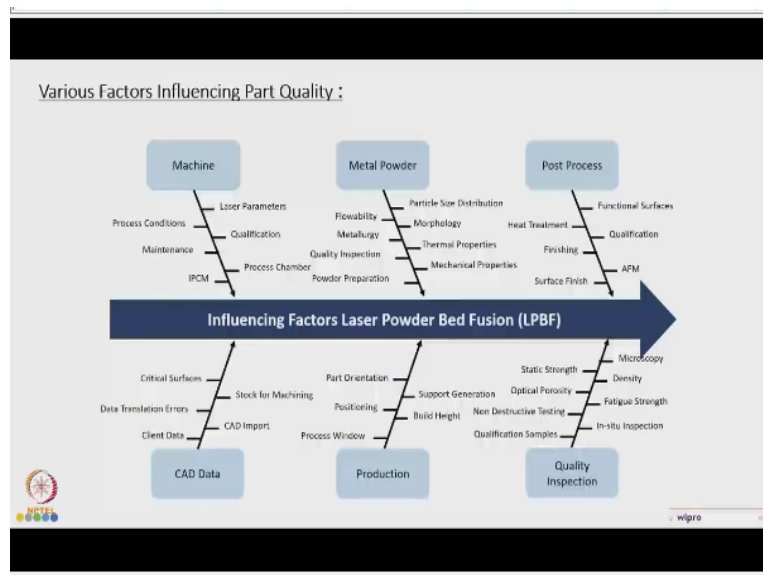 Various Factors Influencing Part Quality :
Machine
Metal Powder
Post Process
Laser Parameters
Process Conditions
Qualification
Maintenance
Process Chamber
IPCM
Particle Size Distribution
Flowability
Morphology
Metallurgy
Thermal Properties
Quality Inspection
Mechanical Properties
Powder Preparation
Functional Surfaces
Heat Treatment
Qualification
Finishing
AFM
Surface Finish
Influencing Factors Laser Powder Bed Fusion (LPBF)
Critical Surfaces
Stock for Machining
Data Translation Errors
CAD Import
Client Data
Part Orientation
Support Generation
Positioning
Build Height
Process Window
Microscopy
Static Strength
Density
Optical Porosity
Fatigue Strength
Non Destructive Testing
In-situ Inspection
Qualification Samples
CAD Data
Production
Quality
Inspection
NPTEL
wipro